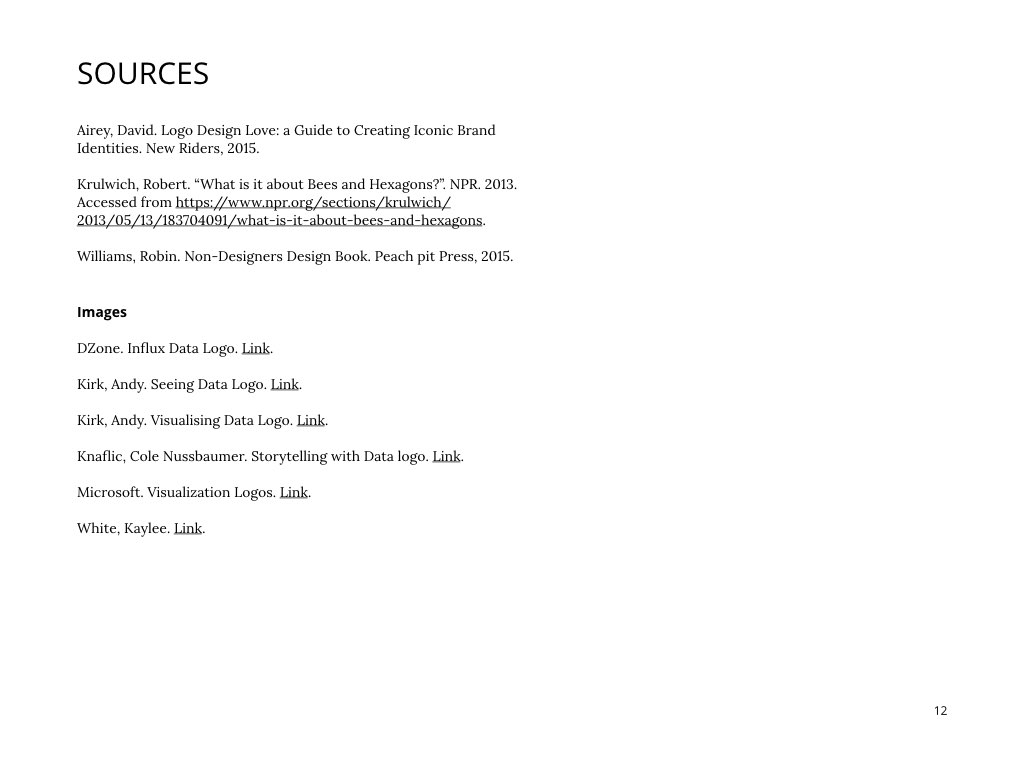 SOURCES
Airey, David. Logo Design Love: a Guide to Creating Iconic Brand
Identities. New Riders, 2015.
Krulwich, Robert. “What is it about Bees and Hexagons?”. NPR. 2013.
Accessed from https://www.npr.org/sections/krulwich/
2013/05/13/183704091/what-is-it-about-bees-and-hexagons.
Williams, Robin. Non-Designers Design Book. Peach pit Press, 2015.
Images
DZone. Influx Data Logo. Link.
Kirk, Andy. Seeing Data Logo. Link.
Kirk, Andy. Visualising Data Logo. Link.
Knaflic, Cole Nussbaumer. Storytelling with Data logo. Link.
Microsoft. Visualization Logos. Link.
White, Kaylee. Link.
12